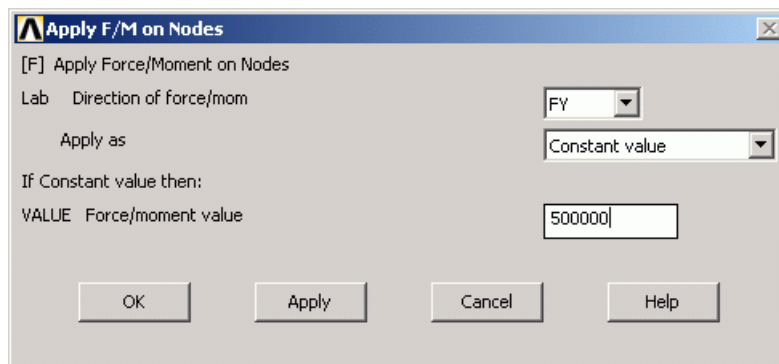 Apply F/M on Nodes
[F] Apply Force/Moment on Nodes
Lab Direction of force/mom FY
Apply as Constant value
If Constant value then:
VALUE Force/moment value 500000
OK Apply Cancel Help